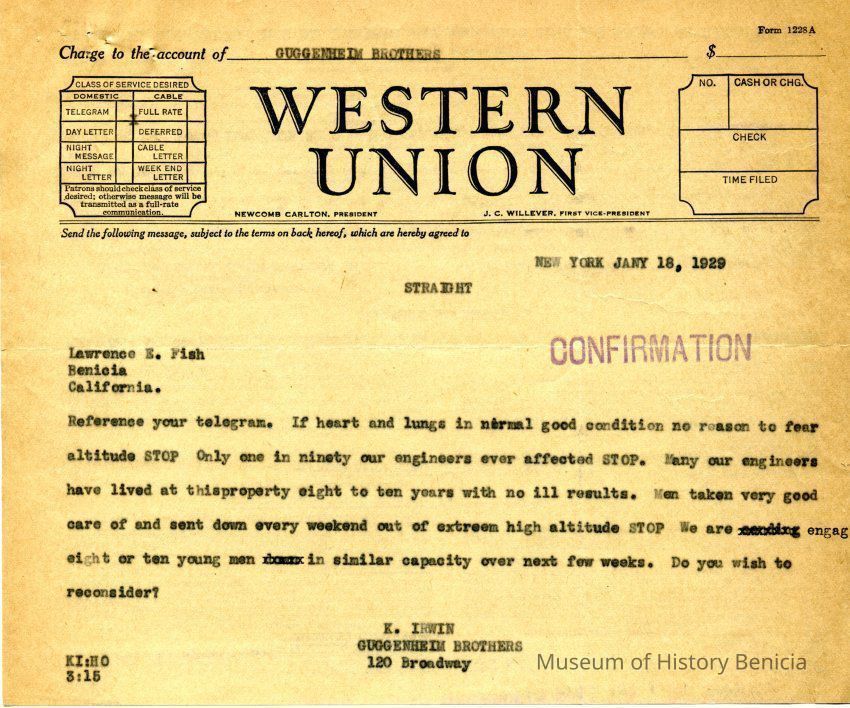 Form 1228A
Charge to the account of GUGGENHEIM BROTHERS $
CLASS OF SERVICE DESIRED
DOMESTIC CABLE
TELEGRAM X FULL RATE
DAY LETTER DEFERRED
NIGHT MESSAGE CABLE LETTER
NIGHT LETTER WEEK END LETTER
Patrons should check class of service
desired; otherwise message will be
transmitted as a full-rate
communication.
WESTERN
UNION
NEWCOMB CARLTON, PRESIDENT J. C. WILLEVER, FIRST VICE-PRESIDENT
NO. CASH OR CHG.
CHECK
TIME FILED
Send the following message, subject to the terms on back hereof, which are hereby agreed to
NEW YORK JANY 18, 1929
STRAIGHT
CONFIRMATION
Lawrence E. Fish
Benicia
California.
Reference your telegram. If heart and lungs in normal good condition no reason to fear
altitude STOP Only one in ninety our engineers ever affected STOP. Many our engineers
have lived at thisproperty eight to ten years with no ill results. Men taken very good
care of and sent down every weekend out of extreem high altitude STOP We are engag
eight or ten young men in similar capacity over next few weeks. Do you wish to
reconsider?
K. IRWIN
GUGGENHEIM BROTHERS
120 Broadway
KI:HO
3:15
Museum of History Benicia